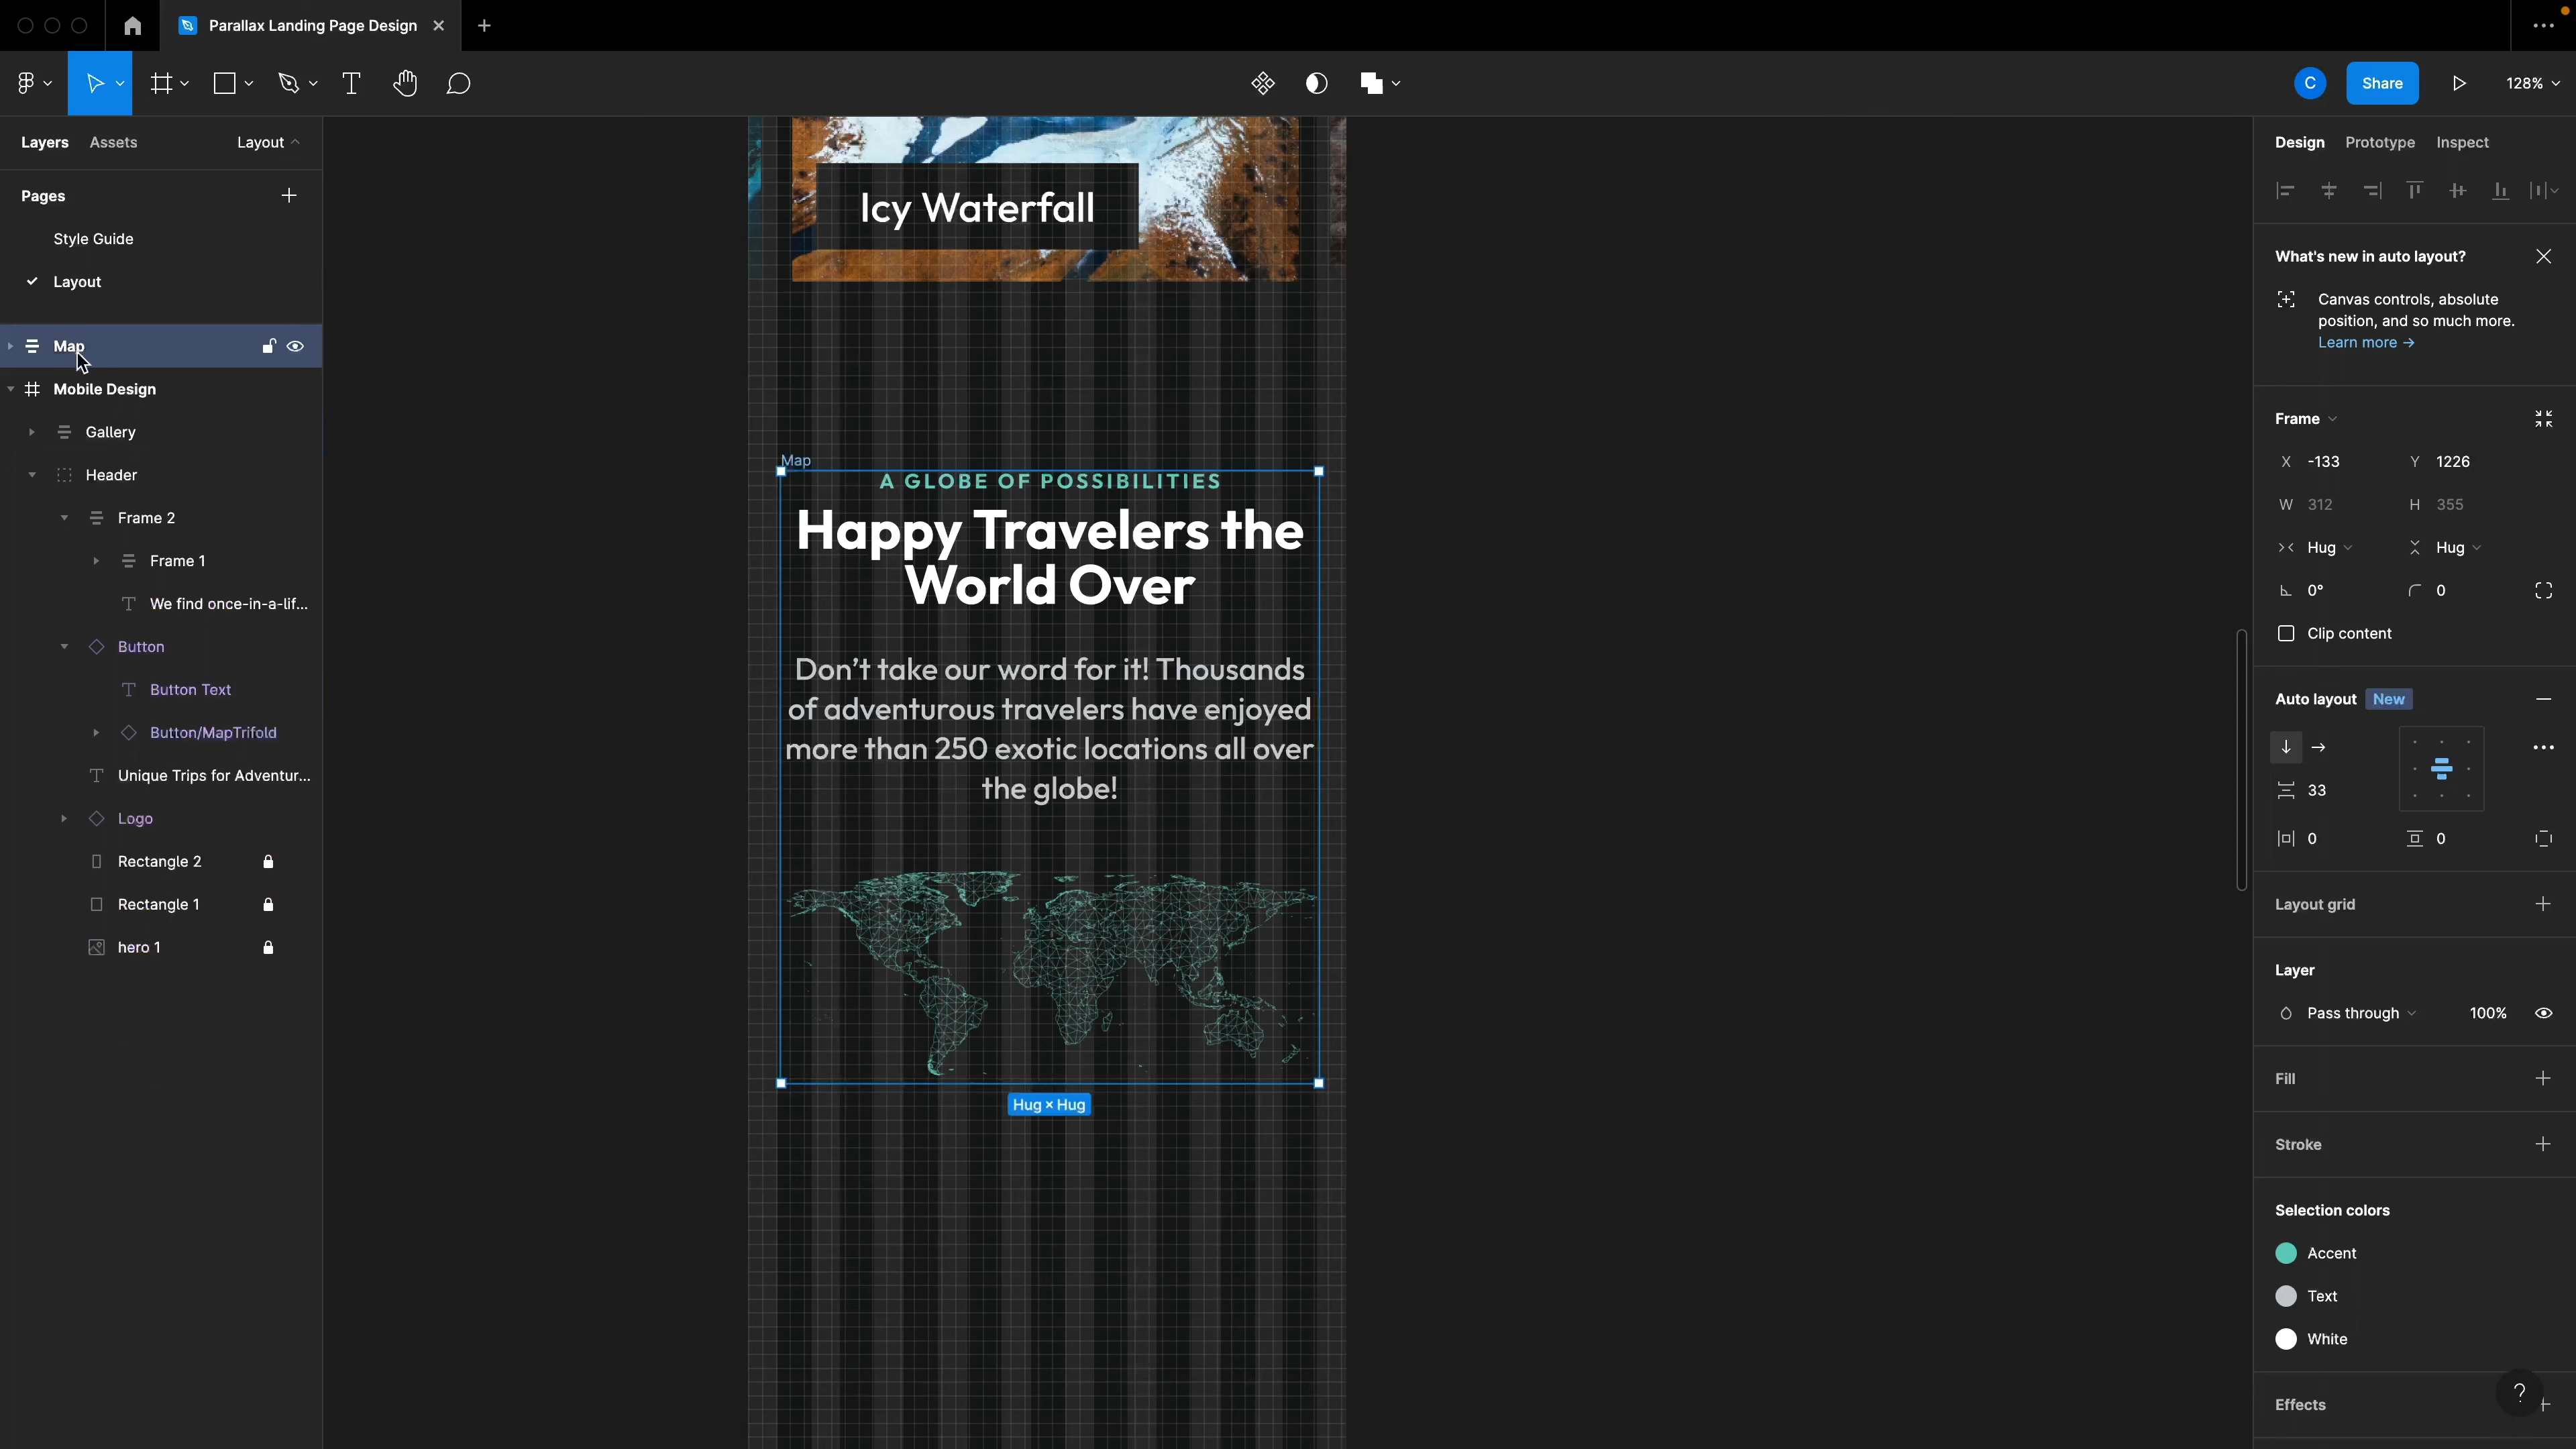 Parallax Landing Page Design
C
Share
128%
Layers
Assets
Layout
Pages
Style Guide
Layout
Map
Mobile Design
Gallery
Header
Frame 2
Frame 1
We find once-in-a-lif...
Button
Button Text
Button/MapTrifold
Unique Trips for Adventur...
Logo
Rectangle 2
Rectangle 1
hero 1
Icy Waterfall
Map
A GLOBE OF POSSIBILITIES
Happy Travelers the
World Over
Don’t take our word for it! Thousands
of adventurous travelers have enjoyed
more than 250 exotic locations all over
the globe!
Hug × Hug
Design
Prototype
Inspect
What's new in auto layout?
Canvas controls, absolute
position, and so much more.
Learn more →
Frame
X -133
Y 1226
W 312
H 355
Hug
Hug
0°
0
Clip content
Auto layout
New
33
0
0
Layout grid
Layer
Pass through
100%
Fill
Stroke
Selection colors
Accent
Text
White
Effects
?